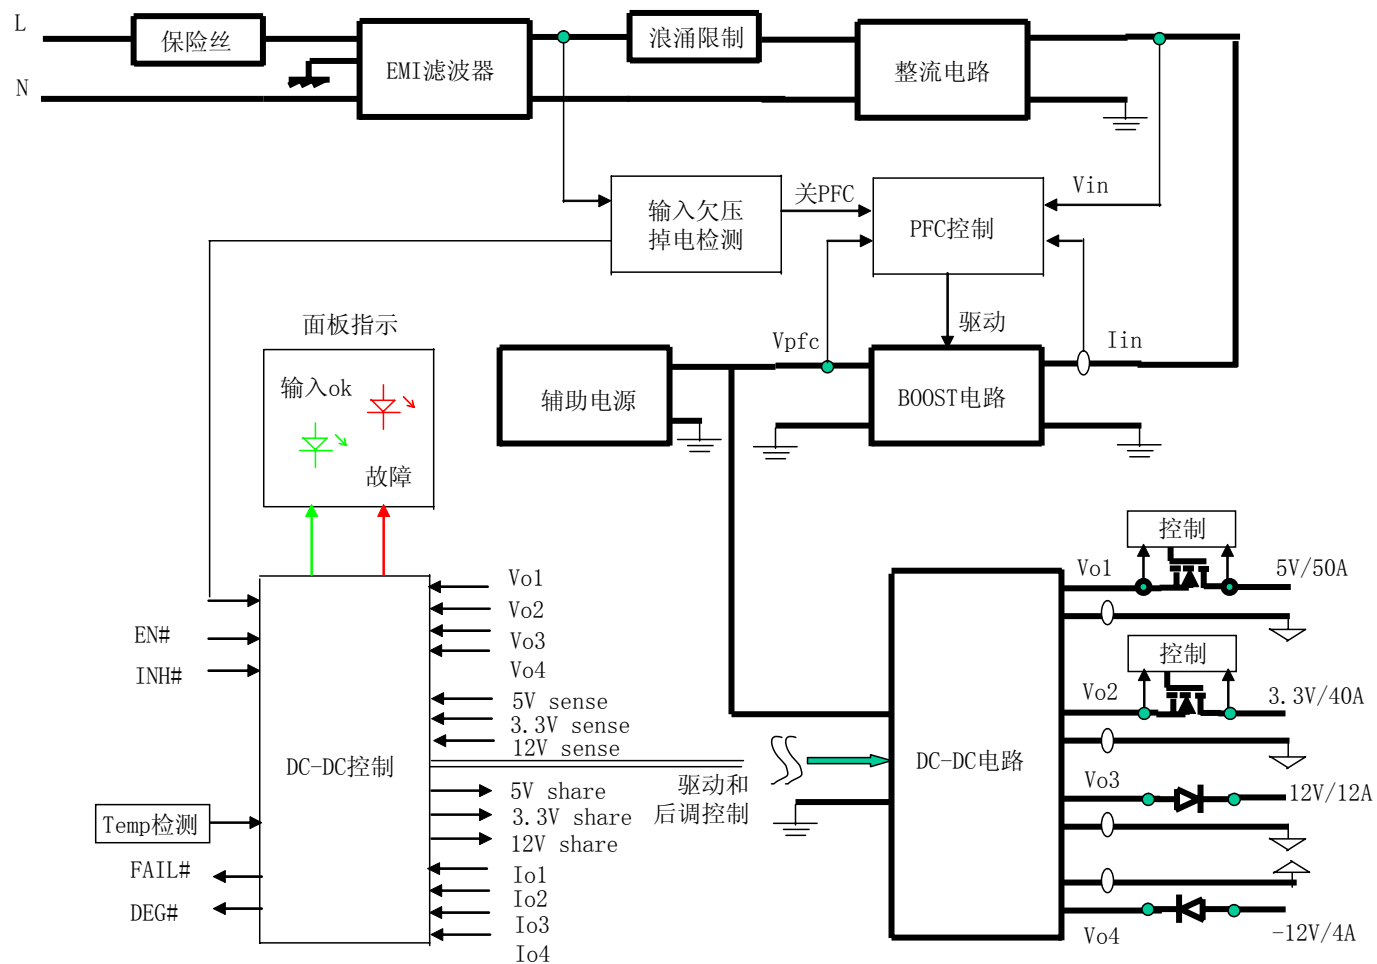 L
保险丝
浪涌限制
EMI滤波器
整流电路
N
输入欠压
掉电检测
关PFC
PFC控制
Vin
面板指示
驱动
Vpfc
Iin
输入ok
辅助电源
BOOST电路
故障
控制
Vo1
5V/50A
Vo1
Vo2
EN#
Vo3
控制
INH#
Vo4
Vo2
3.3V/40A
5V sense
3.3V sense
12V sense
DC-DC控制
DC-DC电路
驱动和
后调控制
Vo3
12V/12A
5V share
3.3V share
12V share
Temp检测
FAIL#
Io1
Io2
DEG#
Io3
Io4
Vo4
-12V/4A